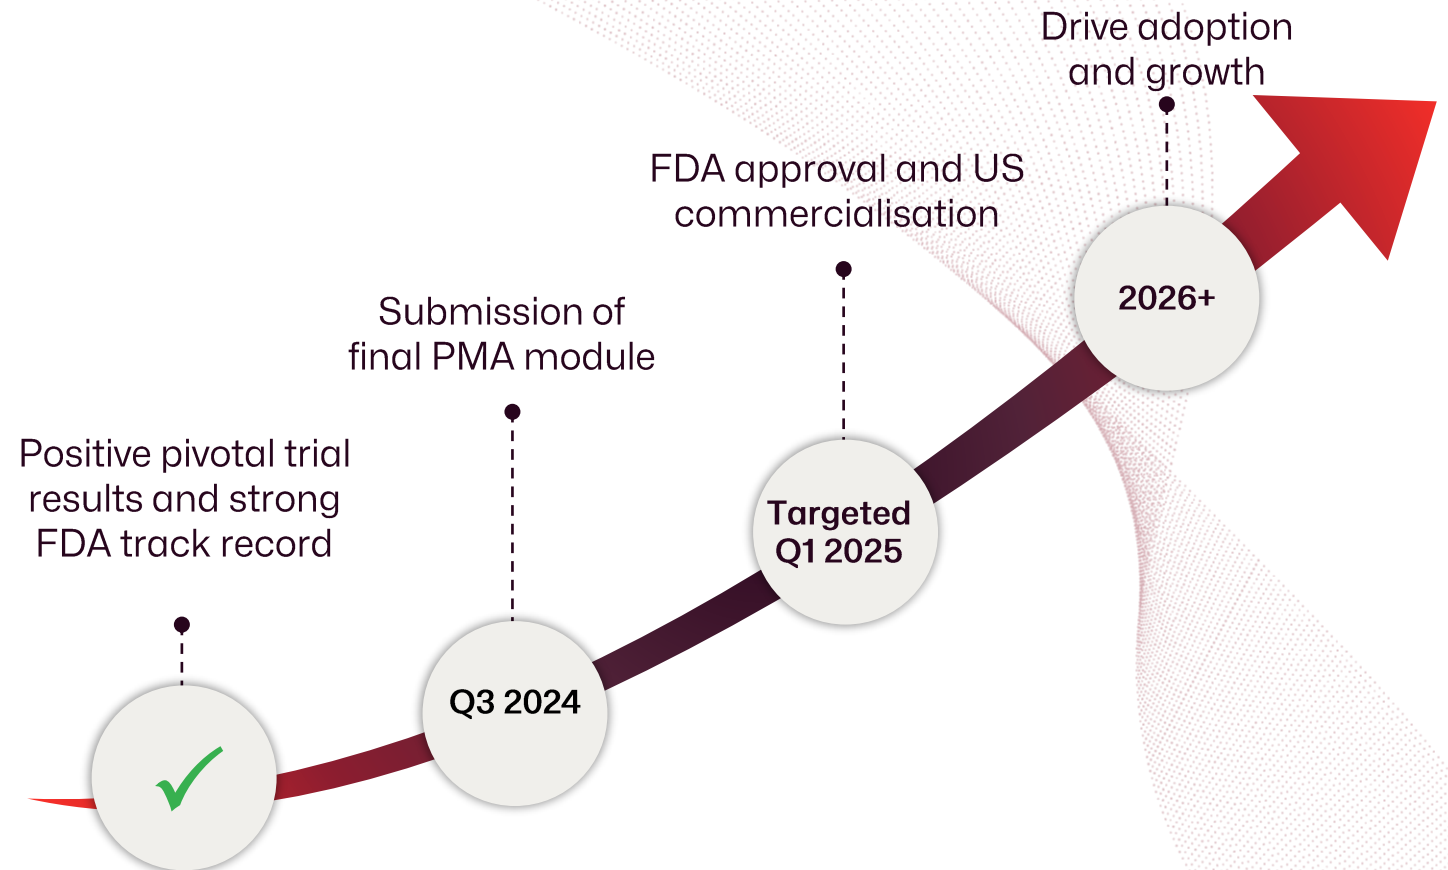 Drive adoption
and growth
FDA approval and US
commercialisation
2026+
Submission of
final PMA module
Positive pivotal trial
results and strong
FDA track record
Targeted
Q1 2025
Q3 2024